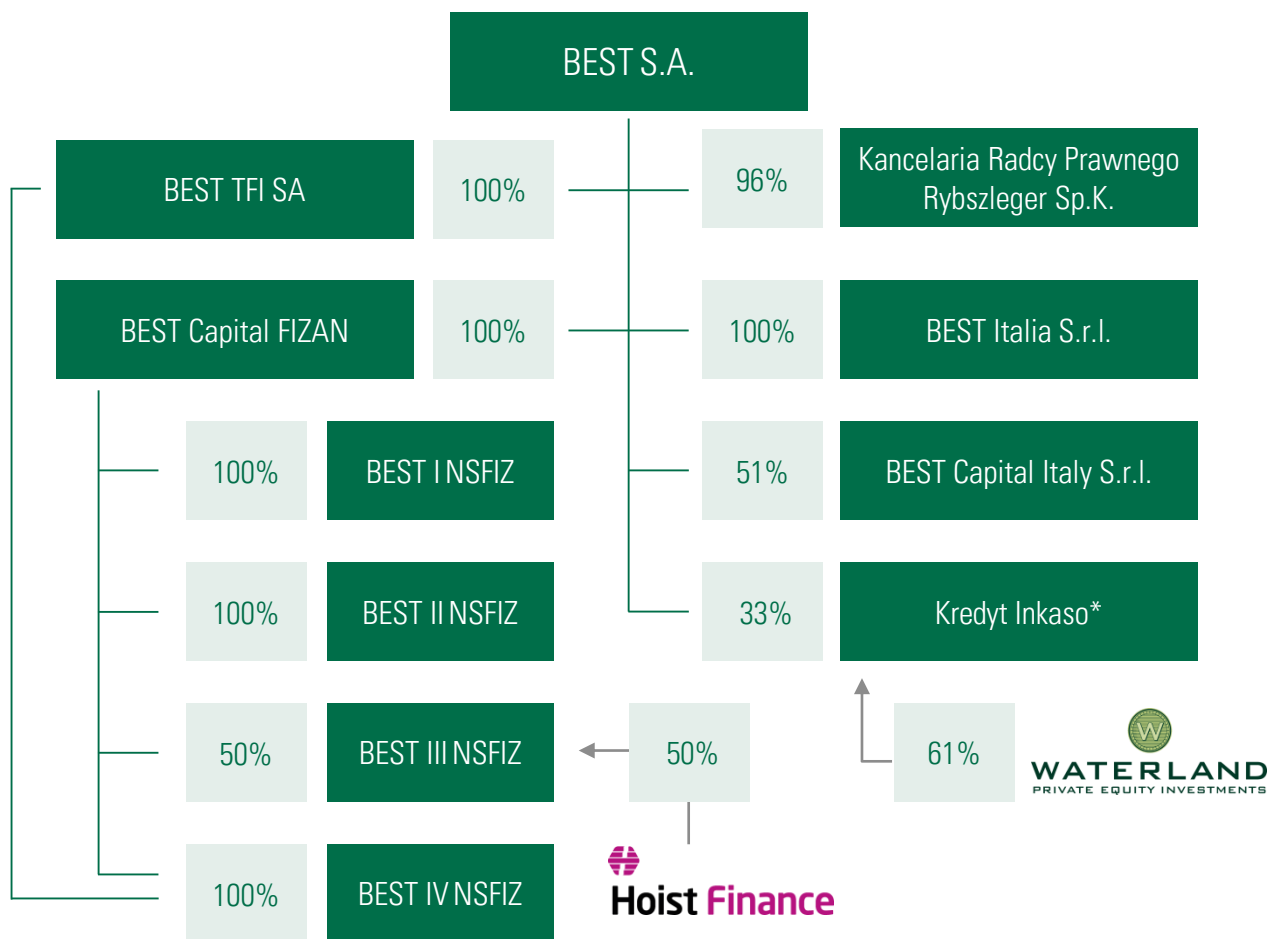 BEST S.A.
BEST TFI SA
100%
96%
Kancelaria Radcy Prawnego
Rybszleger Sp.K.
BEST Capital FIZAN
100%
100%
BEST Italia S.r.l.
100%
BEST I NSFIZ
51%
BEST Capital Italy S.r.l.
100%
BEST II NSFIZ
33%
Kredyt Inkaso*
50%
BEST III NSFIZ
50%
61%
W
WATERLAND
PRIVATE EQUITY INVESTMENTS
100%
BEST IV NSFIZ
Hoist Finance